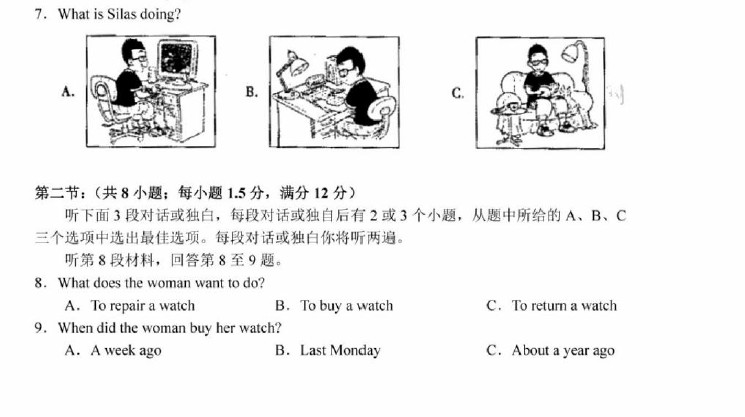 7．What is Silas doing?
A.
B.
C.
第二节：（共 8 小题；每小题 1.5 分，满分 12 分）
听下面 3 段对话或独白，每段对话或独白后有 2 或 3 个小题，从题中所给的 A、B、C
三个选项中选出最佳选项。每段对话或独白你将听两遍。
听第 8 段材料，回答第 8 至 9 题。
8．What does the woman want to do?
A．To repair a watch B．To buy a watch C．To return a watch
9．When did the woman buy her watch?
A．A week ago B．Last Monday C．About a year ago